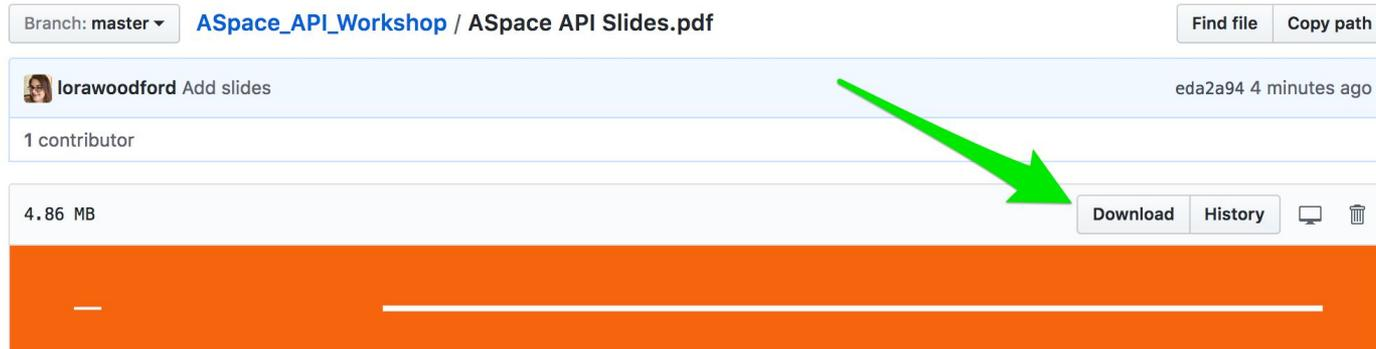 Branch: master ASpace_API_Workshop / ASpace API Slides.pdf Find file Copy path
lorawoodford Add slides eda2a94 4 minutes ago
1 contributor
4.86 MB Download History